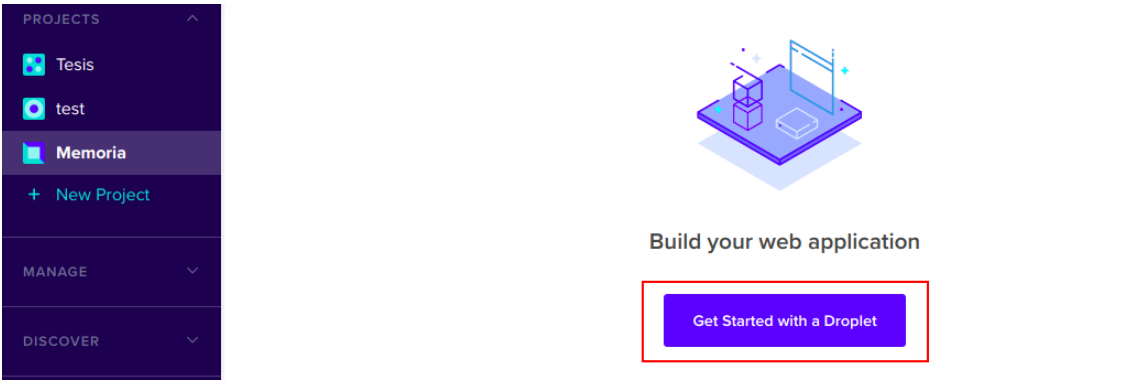 PROJECTS
Tesis
test
Memoria
+ New Project
MANAGE
DISCOVER
Build your web application
Get Started with a Droplet